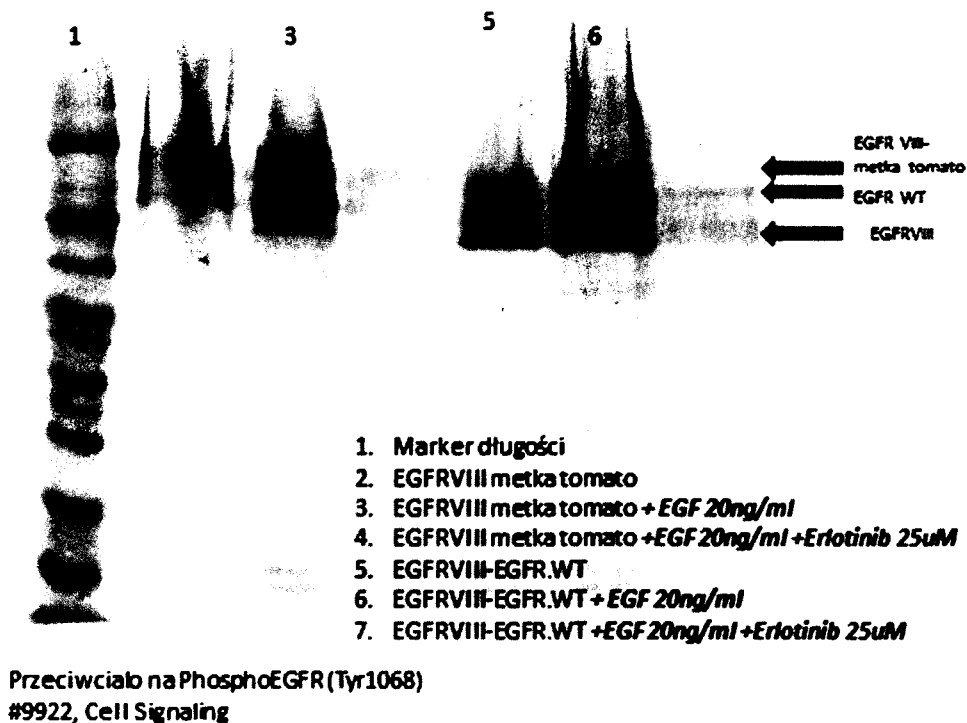 1
3
5
6
EGFR VIII-
metka tomato
EGFR WT
EGFRVIII
1. Marker długości
2. EGFRVIII metka tomato
3. EGFRVIII metka tomato + EGF 20ng/ml
4. EGFRVIII metka tomato +EGF 20ng/ml +Erlotinib 25uM
5. EGFRVIII-EGFR.WT
6. EGFRVIII-EGFR.WT + EGF 20ng/ml
7. EGFRVIII-EGFR.WT +EGF 20ng/ml +Erlotinib 25uM
Przeciwciało na PhosphoEGFR (Tyr1068)
#9922, Cell Signaling